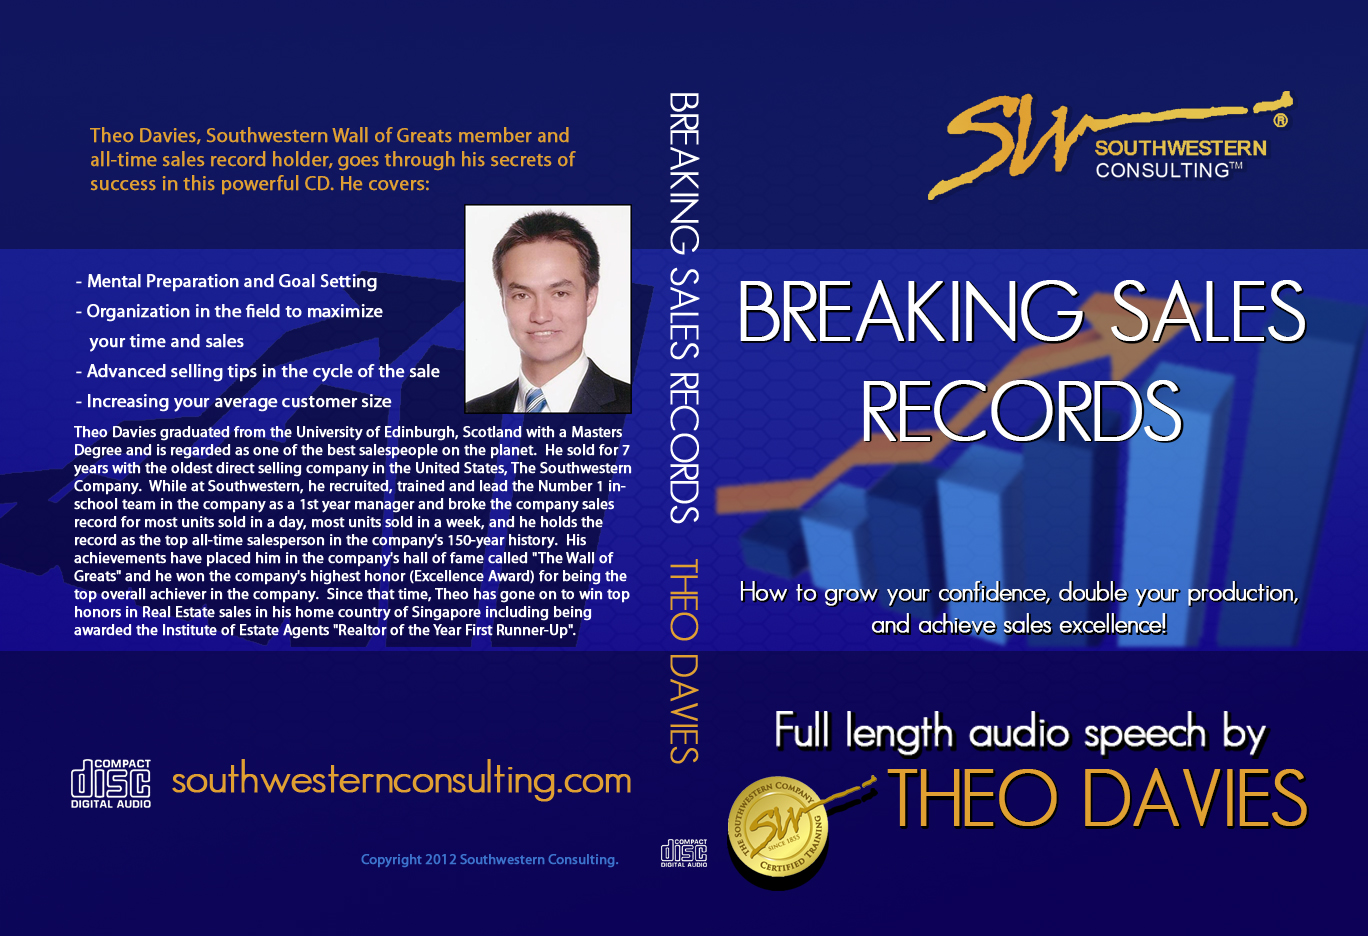 Theo Davies, Southwestern Wall of Greats member and
all-time sales record holder, goes through his secrets of
success in this powerful CD. He covers:
- Mental Preparation and Goal Setting
- Organization in the field to maximize
your time and sales
- Advanced selling tips in the cycle of the sale
- Increasing your average customer size
Theo Davies graduated from the University of Edinburgh, Scotland with a Masters
Degree and is regarded as one of the best salespeople on the planet.  He sold for 7
years with the oldest direct selling company in the United States, The Southwestern
Company.  While at Southwestern, he recruited, trained and lead the Number 1 in-
school team in the company as a 1st year manager and broke the company sales
record for most units sold in a day, most units sold in a week, and he holds the
record as the top all-time salesperson in the company's 150-year history.  His
achievements have placed him in the company's hall of fame called "The Wall of
Greats" and he won the company's highest honor (Excellence Award) for being the
top overall achiever in the company.  Since that time, Theo has gone on to win top
honors in Real Estate sales in his home country of Singapore including being
awarded the Institute of Estate Agents "Realtor of the Year First Runner-Up".
COMPACT
disc
DIGITAL AUDIO
southwesternconsulting.com
Copyright 2012 Southwestern Consulting.
BREAKING SALES RECORDS THEO DAVIES
COMPACT
disc
DIGITAL AUDIO
SW ®
SOUTHWESTERN
CONSULTING™
BREAKING SALES
RECORDS
How to grow your confidence, double your production,
and achieve sales excellence!
Full length audio speech by
THEO DAVIES
THE SOUTHWESTERN COMPANY
SW
SINCE 1855
CERTIFIED TRAINING